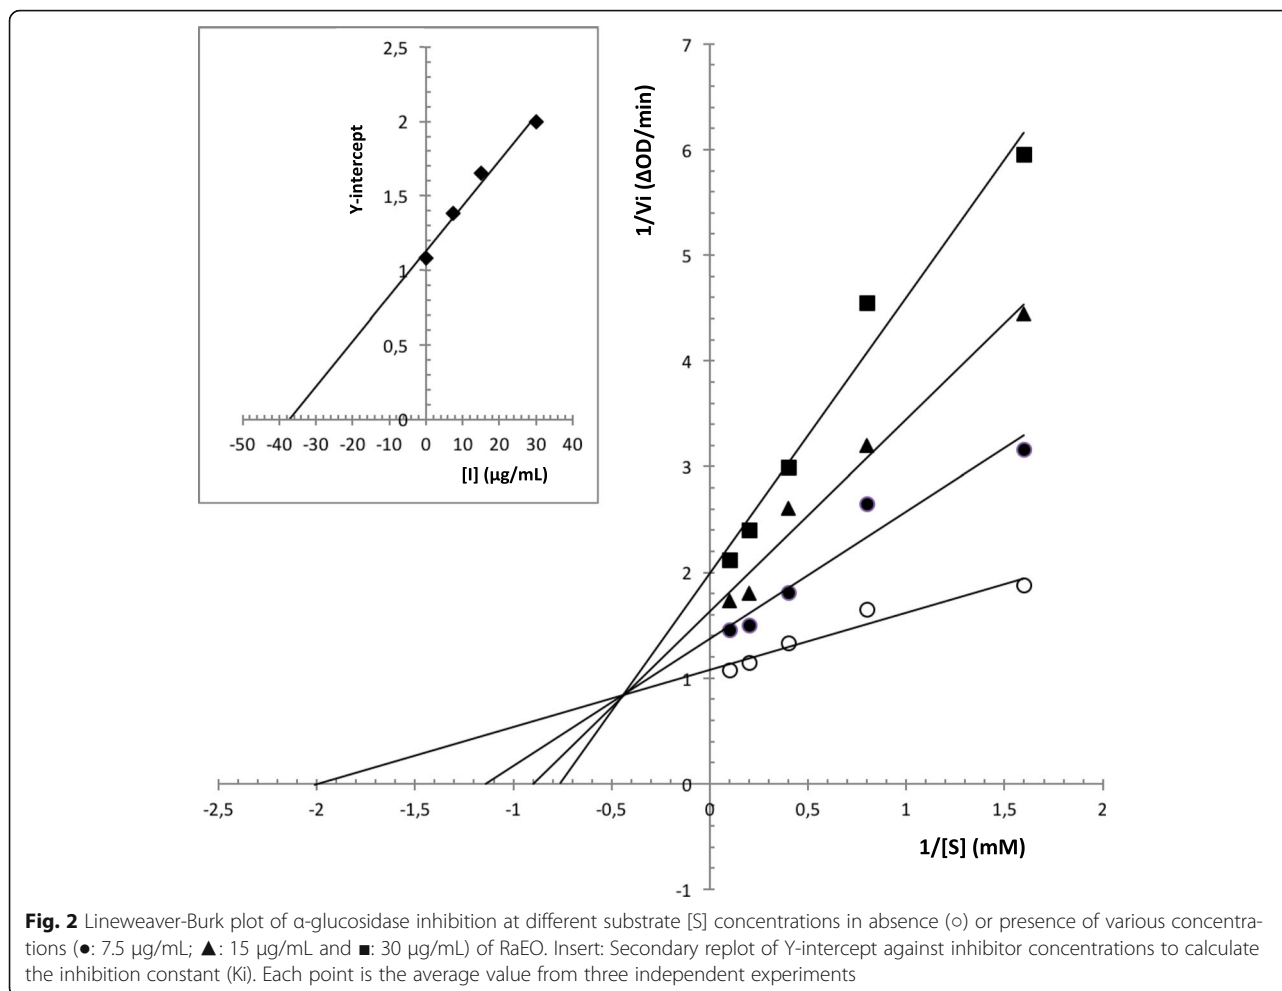 2,5
2
1,5
1
0,5
0
Y-intercept
-50 -40 -30 -20 -10 0 10 20 30 40
[I] (µg/mL)
7
6
5
4
3
2
1
0
-1
1/Vi (ΔOD/min)
-2,5 -2 -1,5 -1 -0,5 0 0,5 1 1,5 2
1/[S] (mM)
Fig. 2 Lineweaver-Burk plot of α-glucosidase inhibition at different substrate [S] concentrations in absence (○) or presence of various concentra-
tions (●: 7.5 μg/mL; ▲: 15 μg/mL and ■: 30 μg/mL) of RaEO. Insert: Secondary replot of Y-intercept against inhibitor concentrations to calculate
the inhibition constant (Ki). Each point is the average value from three independent experiments